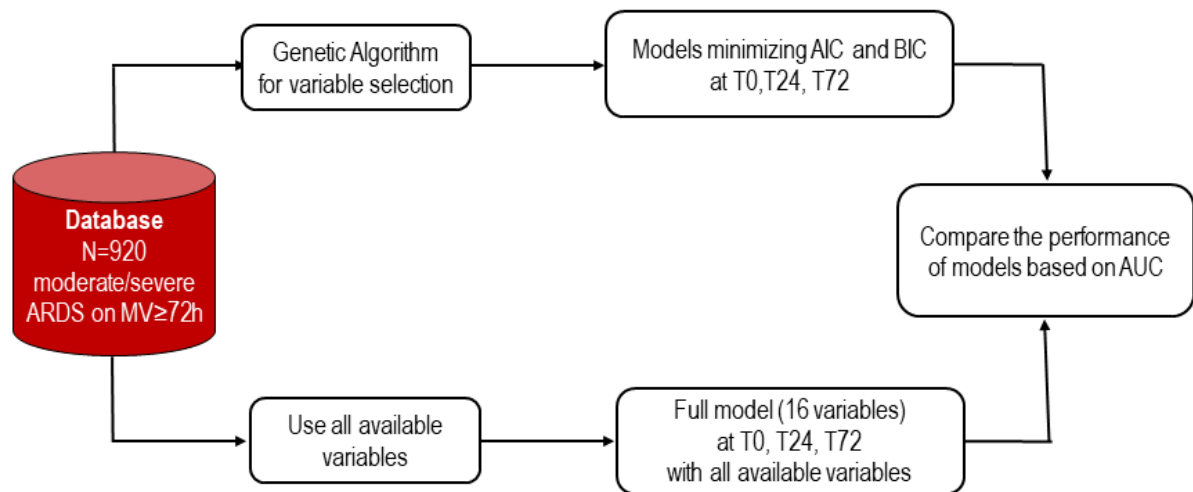 Genetic Algorithm
for variable selection
Models minimizing AIC and BIC
at T0,T24, T72
Database
N=920
moderate/severe
ARDS on MV≥72h
Compare the performance
of models based on AUC
Use all available
variables
Full model (16 variables)
at T0, T24, T72
with all available variables